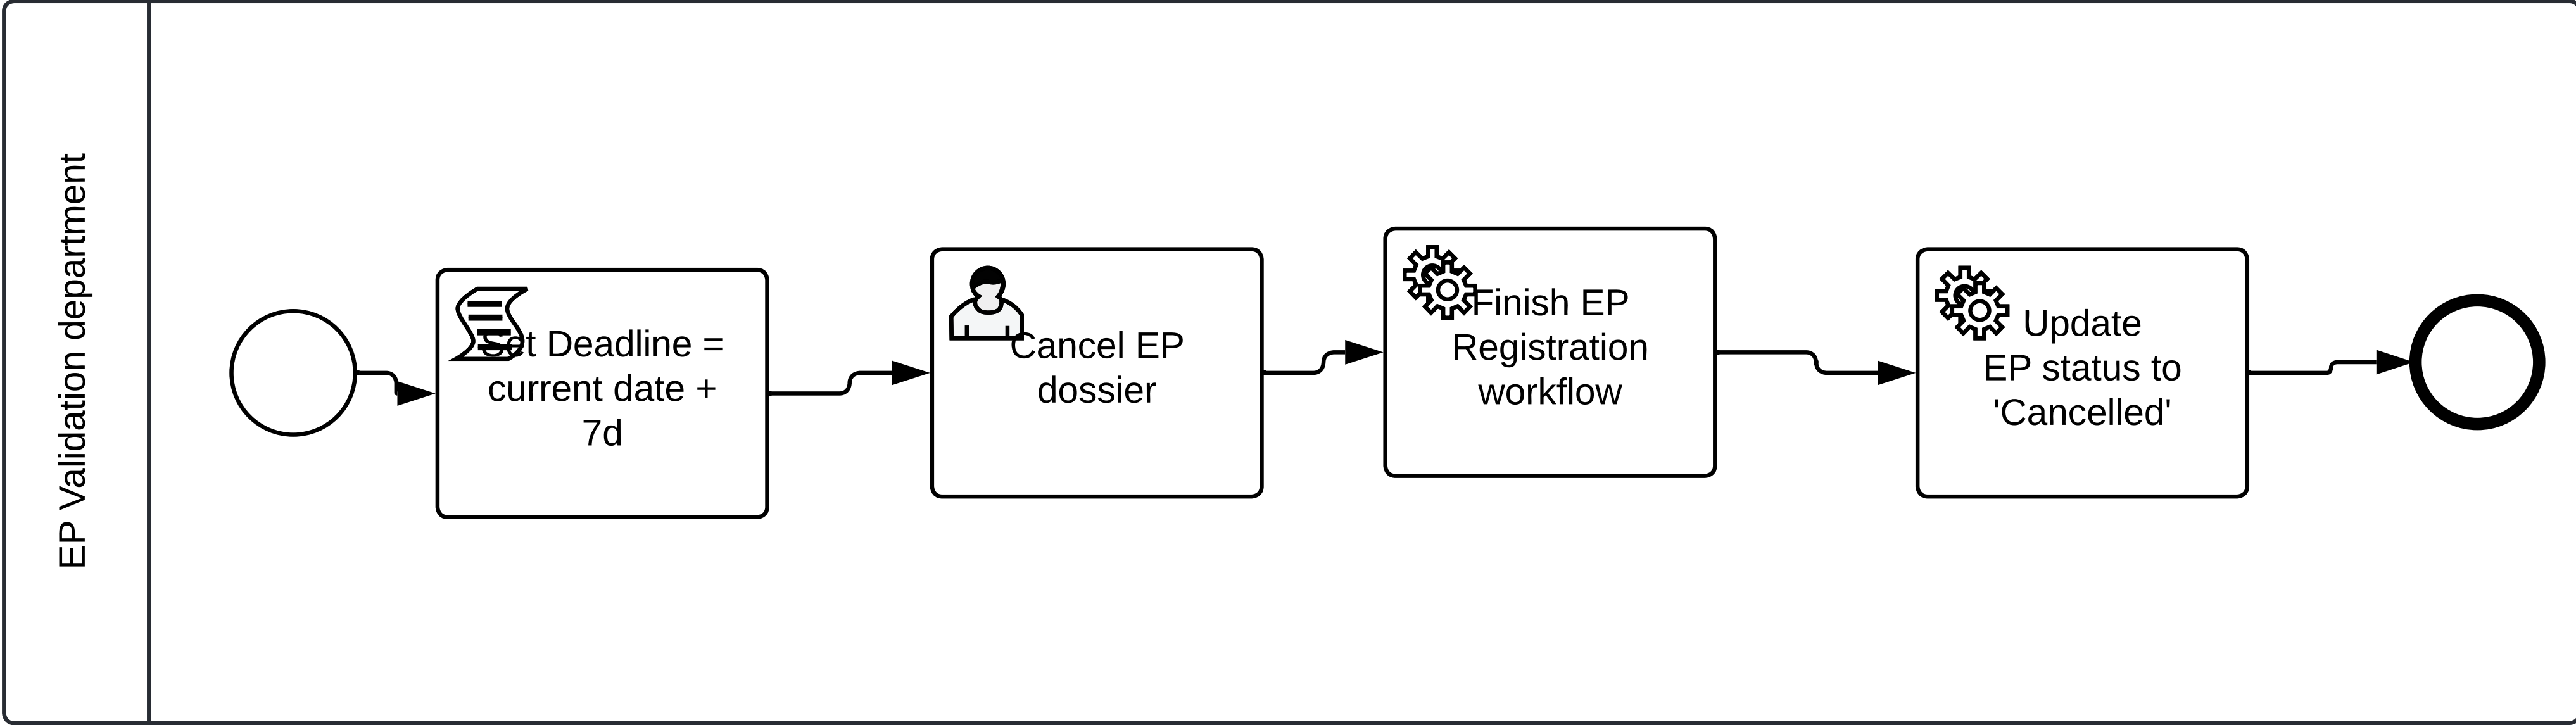 EP Validation department
Set Deadline =
current date +
7d
Cancel EP
dossier
Finish EP
Registration
workflow
Update
EP status to
'Cancelled'